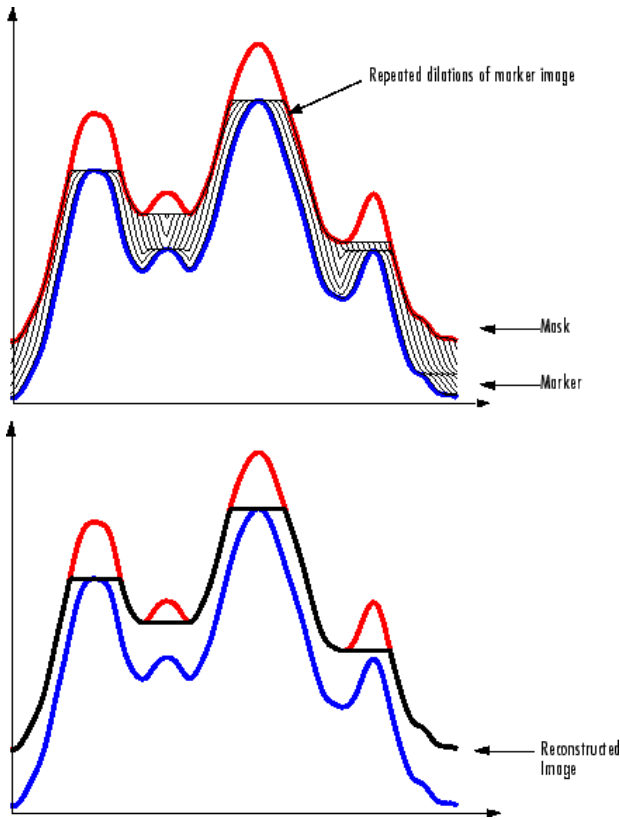 Repeated dilations of marker image
Mask
Marker
Reconstructed
Image